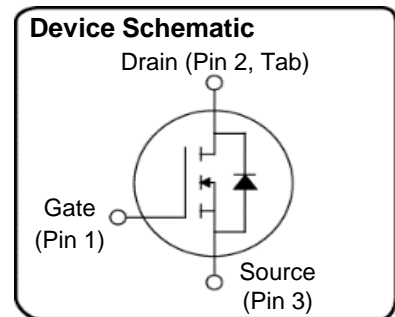 Device Schematic
Drain (Pin 2, Tab)
Gate
(Pin 1)
Source
(Pin 3)